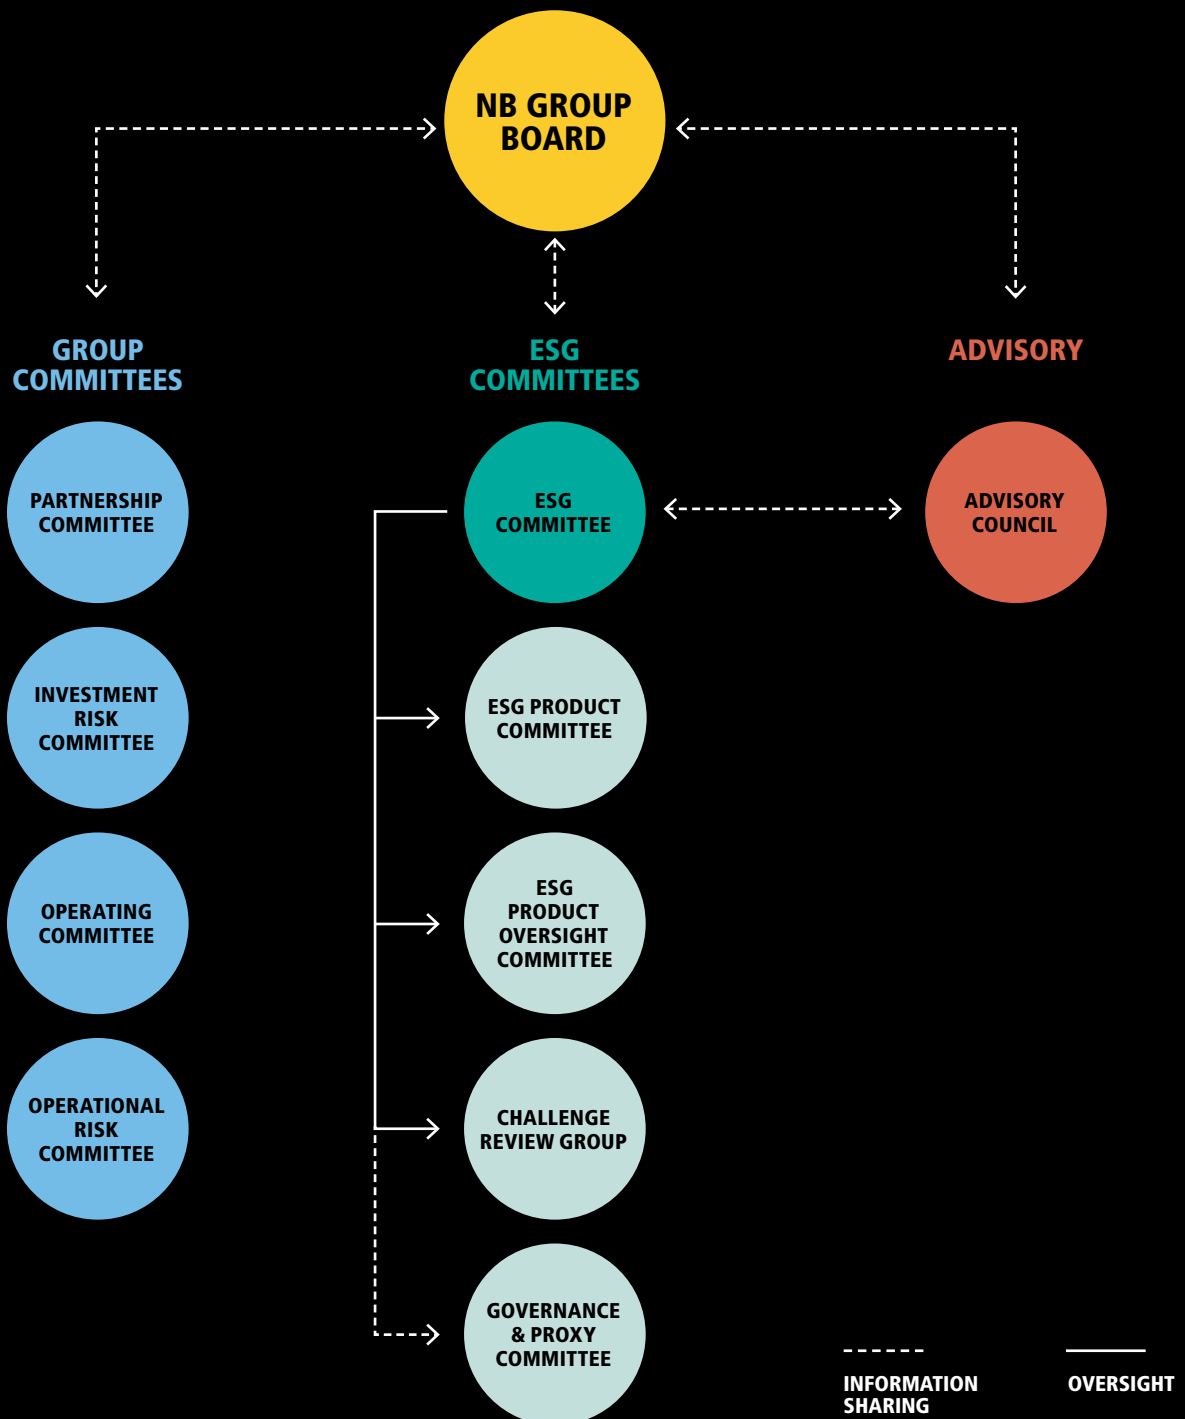 NB GROUP
BOARD
GROUP
COMMITTEES
PARTNERSHIP
COMMITTEE
INVESTMENT
RISK
COMMITTEE
OPERATING
COMMITTEE
OPERATIONAL
RISK
COMMITTEE
ESG
COMMITTEES
ESG
COMMITTEE
ESG PRODUCT
COMMITTEE
ESG
PRODUCT
OVERSIGHT
COMMITTEE
CHALLENGE
REVIEW GROUP
GOVERNANCE
& PROXY
COMMITTEE
ADVISORY
ADVISORY
COUNCIL
INFORMATION
SHARING
OVERSIGHT